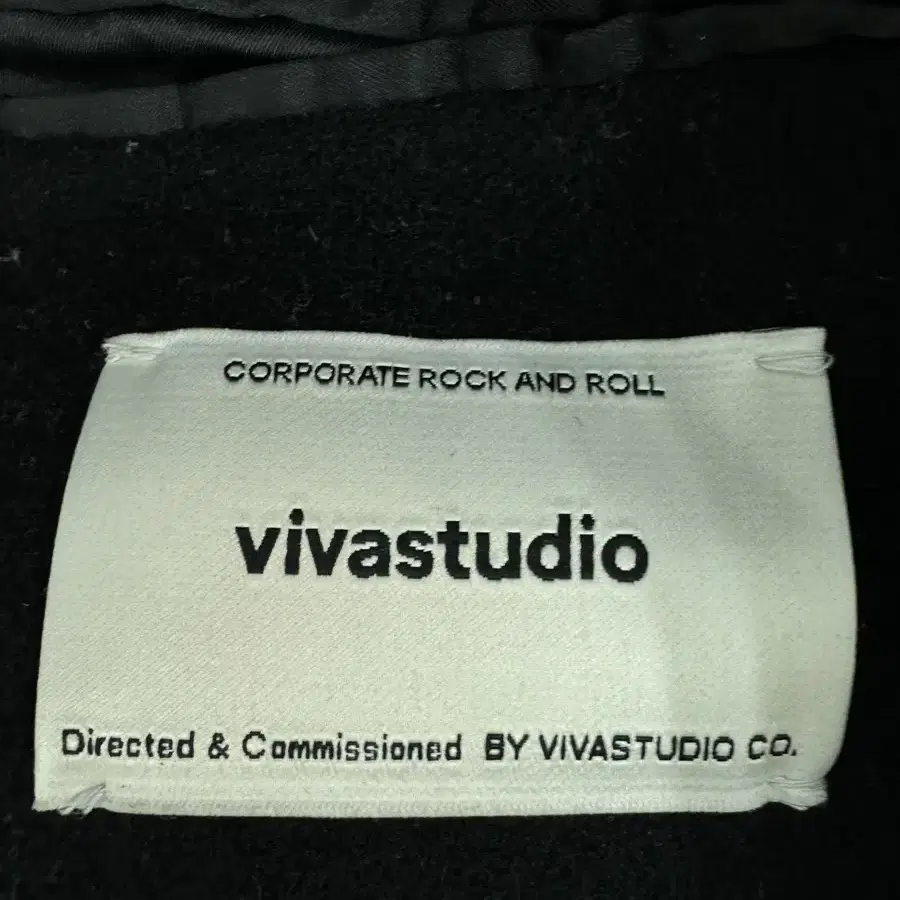 CORPORATE ROCK AND ROLL
vivastudio
Directed & Commissioned BY VIVASTUDIO CO.